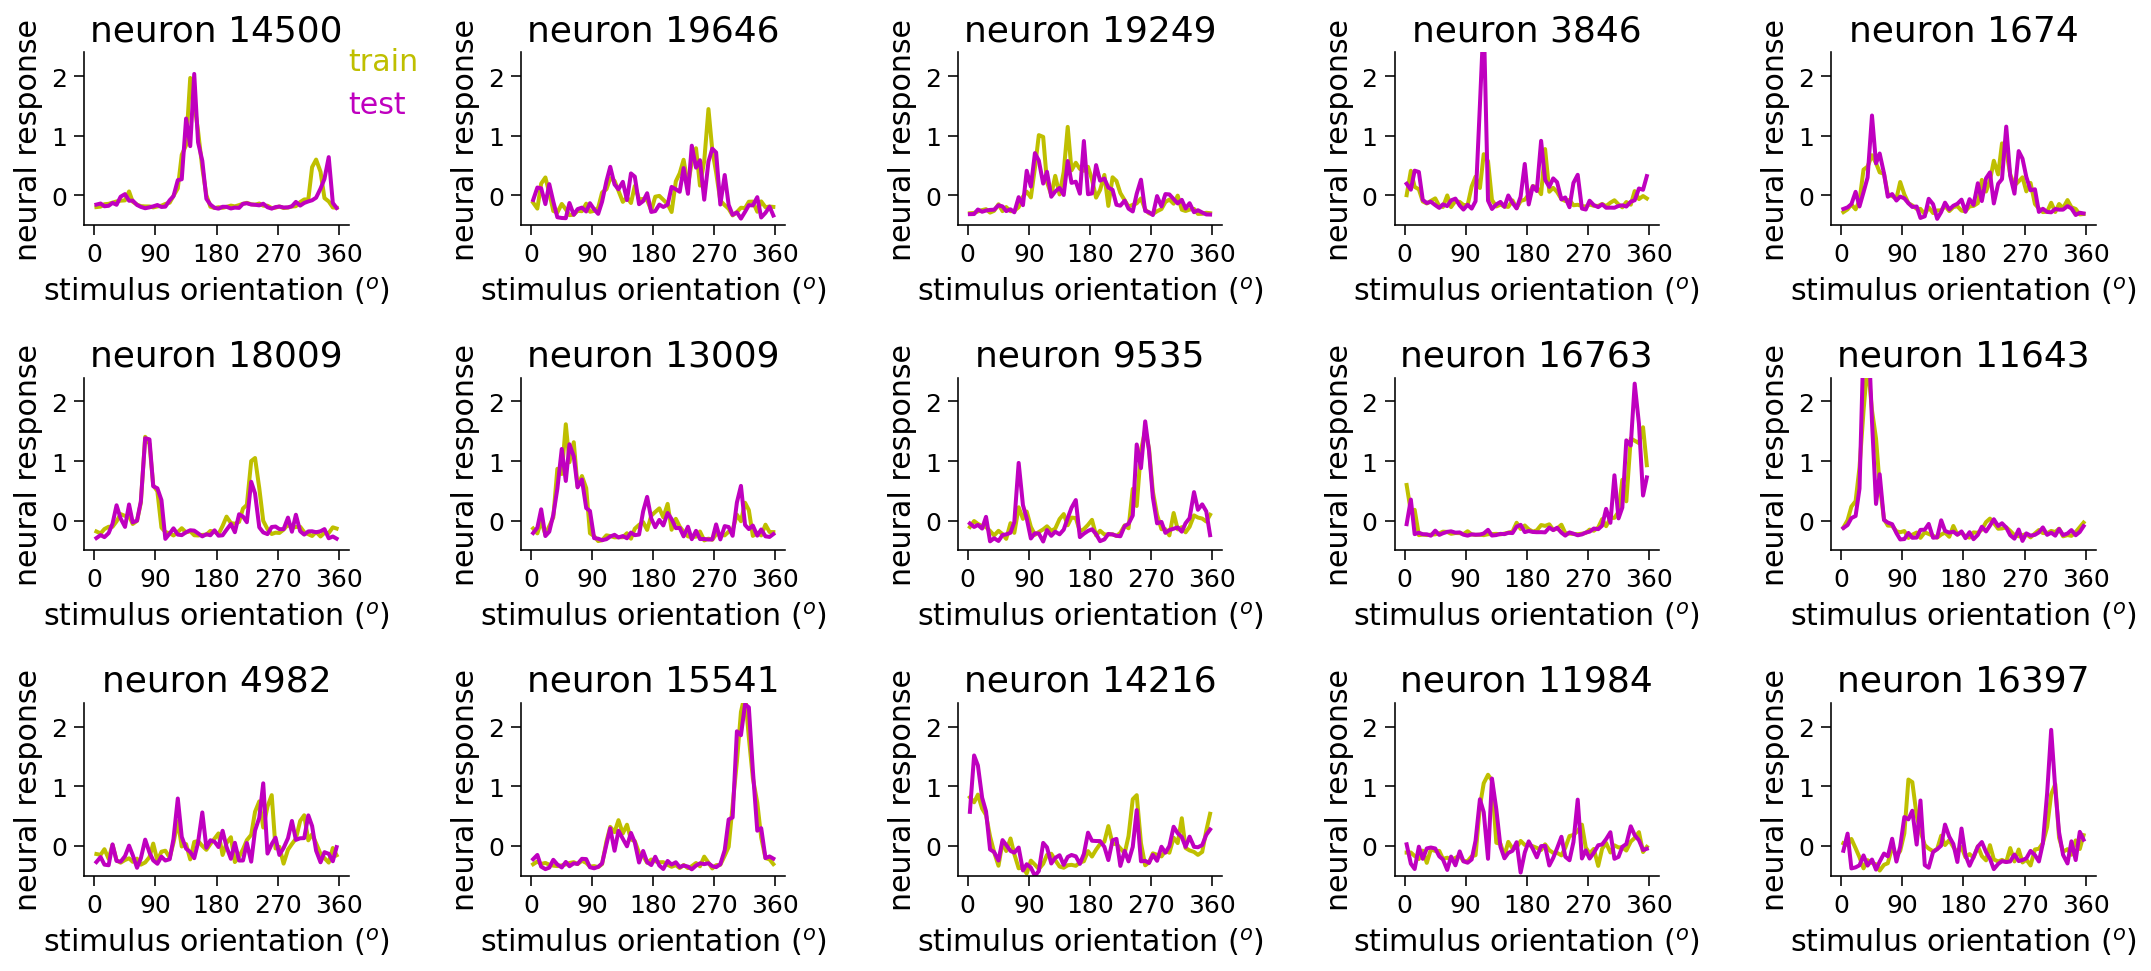 neuron 14500
train
test
neural response
2
1
0
0 90 180 270 360
stimulus orientation (o)
neuron 19646
neural response
2
1
0
0 90 180 270 360
stimulus orientation (o)
neuron 19249
neural response
2
1
0
0 90 180 270 360
stimulus orientation (o)
neuron 3846
neural response
2
1
0
0 90 180 270 360
stimulus orientation (o)
neuron 1674
neural response
2
1
0
0 90 180 270 360
stimulus orientation (o)
neuron 18009
neural response
2
1
0
0 90 180 270 360
stimulus orientation (o)
neuron 13009
neural response
2
1
0
0 90 180 270 360
stimulus orientation (o)
neuron 9535
neural response
2
1
0
0 90 180 270 360
stimulus orientation (o)
neuron 16763
neural response
2
1
0
0 90 180 270 360
stimulus orientation (o)
neuron 11643
neural response
2
1
0
0 90 180 270 360
stimulus orientation (o)
neuron 4982
neural response
2
1
0
0 90 180 270 360
stimulus orientation (o)
neuron 15541
neural response
2
1
0
0 90 180 270 360
stimulus orientation (o)
neuron 14216
neural response
2
1
0
0 90 180 270 360
stimulus orientation (o)
neuron 11984
neural response
2
1
0
0 90 180 270 360
stimulus orientation (o)
neuron 16397
neural response
2
1
0
0 90 180 270 360
stimulus orientation (o)